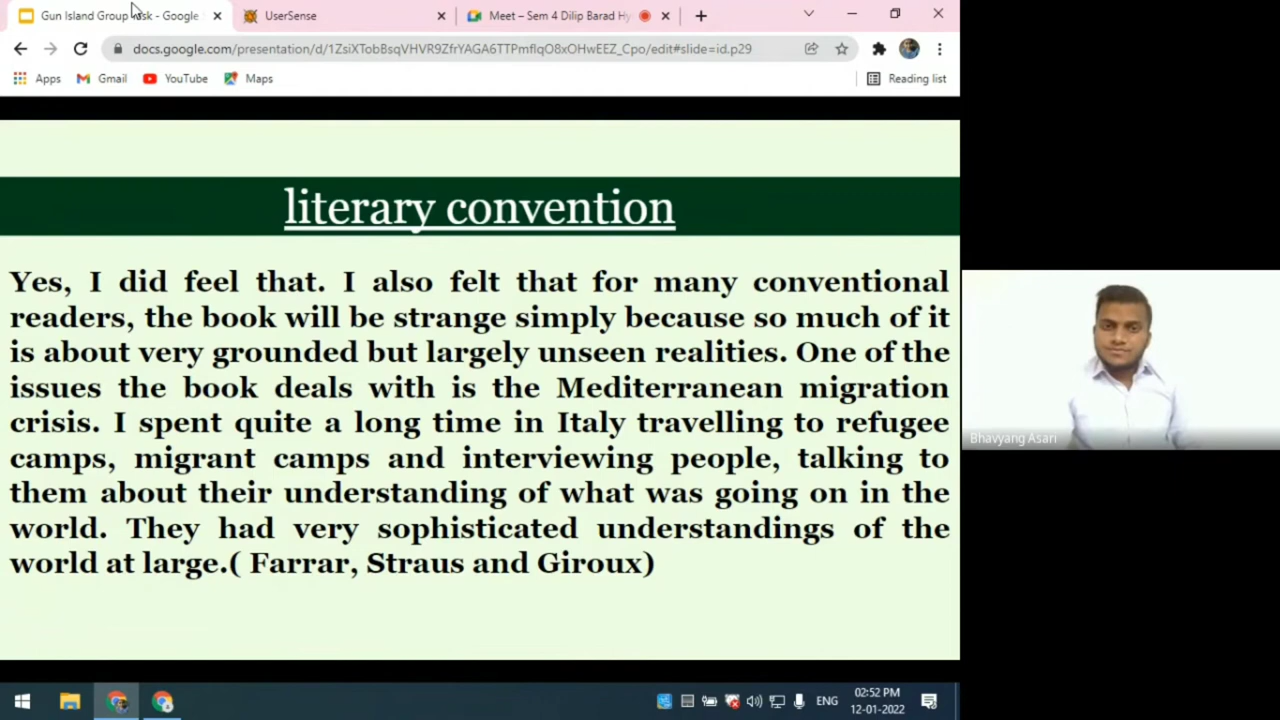 Gun Island Group Task - Google
UserSense
Meet – Sem 4 Dilip Barad Hy
docs.google.com/presentation/d/1ZsiXTobBsqVHVR9ZfrYAGA6TTPmflqO8xOHwEEZ_Cpo/edit#slide=id.p29
Apps
Gmail
YouTube
Maps
Reading list
literary convention
Yes, I did feel that. I also felt that for many conventional
readers, the book will be strange simply because so much of it
is about very grounded but largely unseen realities. One of the
issues the book deals with is the Mediterranean migration
crisis. I spent quite a long time in Italy travelling to refugee
camps, migrant camps and interviewing people, talking to
them about their understanding of what was going on in the
world. They had very sophisticated understandings of the
world at large.( Farrar, Straus and Giroux)
Bhavyang Asari
ENG
02:52 PM
12-01-2022